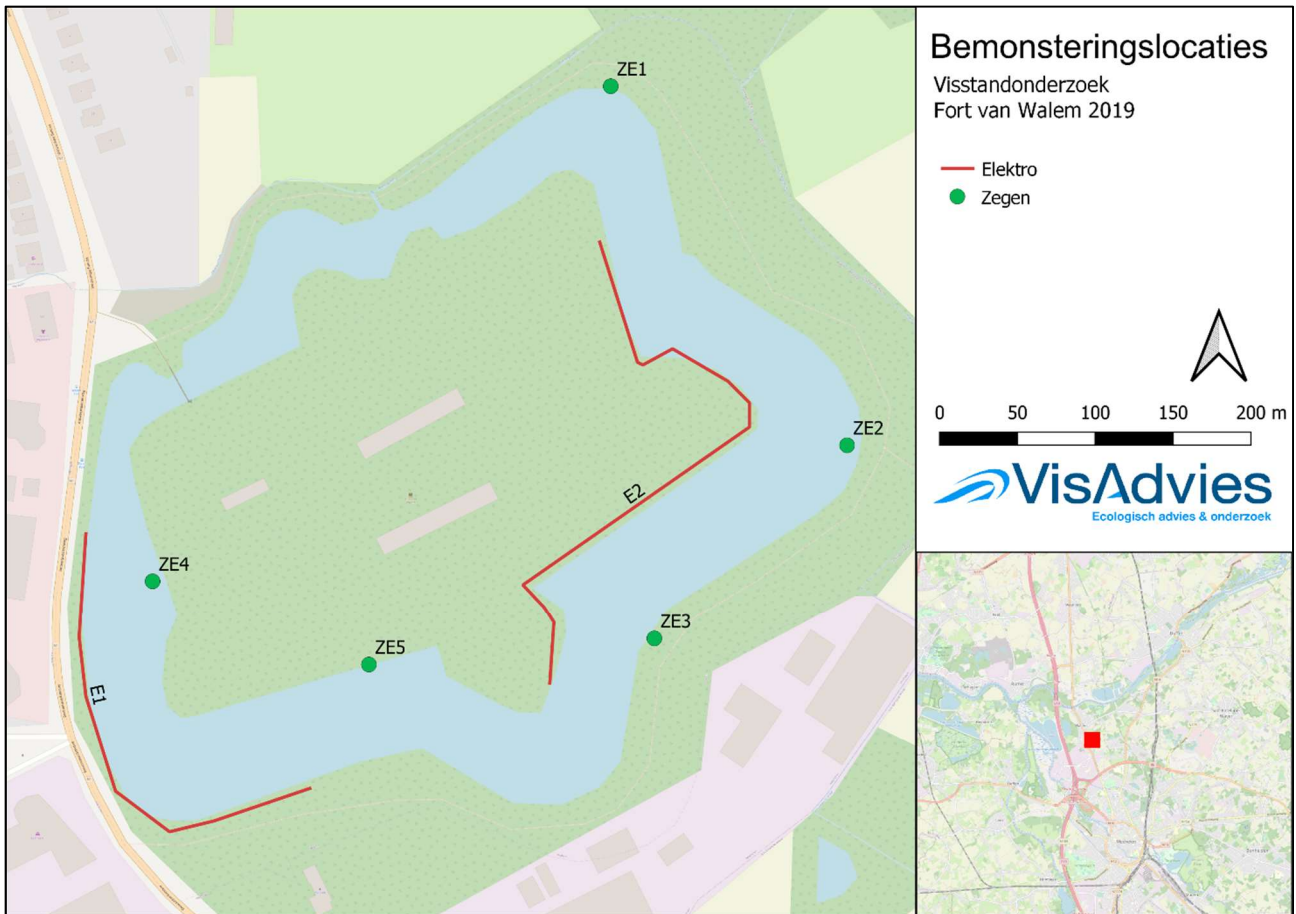 Bemonsteringslocaties
Visstandonderzoek
Fort van Walem 2019
Elektro
Zegen
0 50 100 150 200 m
VisAdvies
Ecologisch advies & onderzoek
ZE1
ZE2
E2
ZE4
ZE3
ZE5
E1